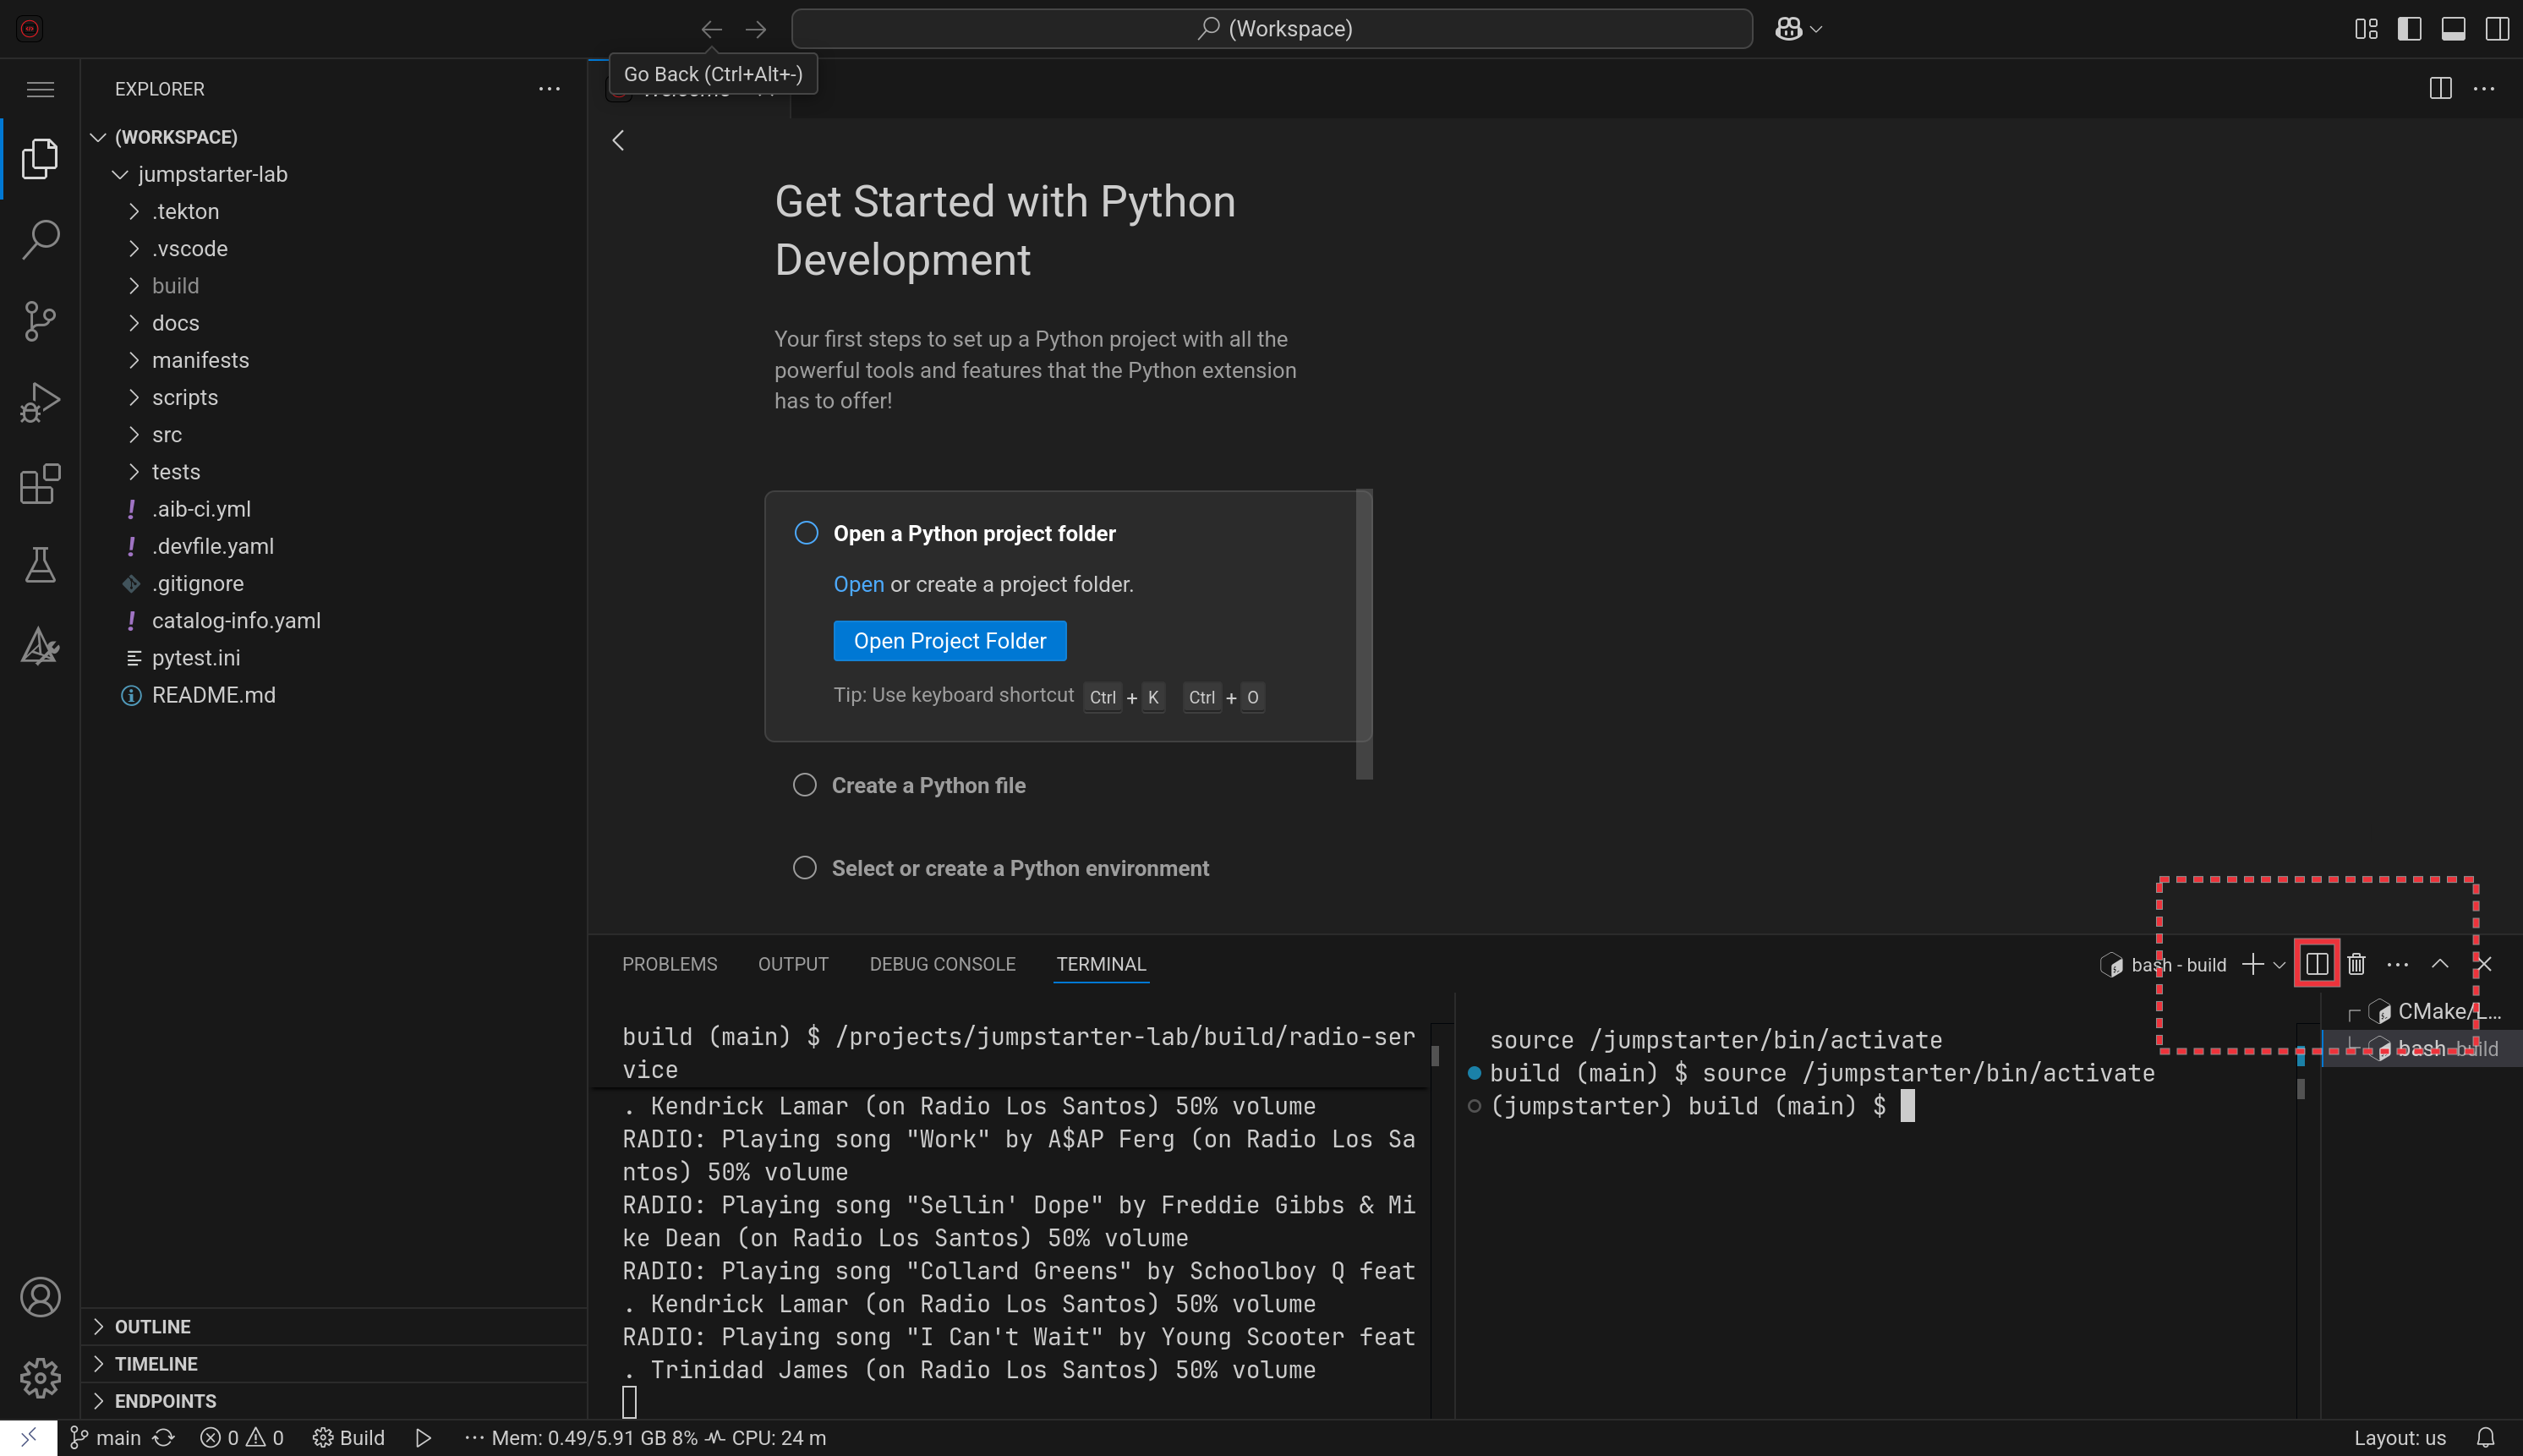 (Workspace)
Go Back (Ctrl+Alt+-)
EXPLORER
(WORKSPACE)
jumpstarter-lab
.tekton
.vscode
build
docs
manifests
scripts
src
tests
.aib-ci.yml
.devfile.yaml
.gitignore
catalog-info.yaml
pytest.ini
README.md
OUTLINE
TIMELINE
ENDPOINTS
Get Started with Python
Development
Your first steps to set up a Python project with all the
powerful tools and features that the Python extension
has to offer!
Open a Python project folder
Open or create a project folder.
Open Project Folder
Tip: Use keyboard shortcut Ctrl + K Ctrl + O
Create a Python file
Select or create a Python environment
PROBLEMS OUTPUT DEBUG CONSOLE TERMINAL
bash - build
build (main) $ /projects/jumpstarter-lab/build/radio-ser
vice
. Kendrick Lamar (on Radio Los Santos) 50% volume
RADIO: Playing song "Work" by A$AP Ferg (on Radio Los Sa
ntos) 50% volume
RADIO: Playing song "Sellin' Dope" by Freddie Gibbs & Mi
ke Dean (on Radio Los Santos) 50% volume
RADIO: Playing song "Collard Greens" by Schoolboy Q feat
. Kendrick Lamar (on Radio Los Santos) 50% volume
RADIO: Playing song "I Can't Wait" by Young Scooter feat
. Trinidad James (on Radio Los Santos) 50% volume
source /jumpstarter/bin/activate
build (main) $ source /jumpstarter/bin/activate
(jumpstarter) build (main) $
CMake/L...
bash build
main 0 0 Build Mem: 0.49/5.91 GB 8% CPU: 24 m
Layout: us